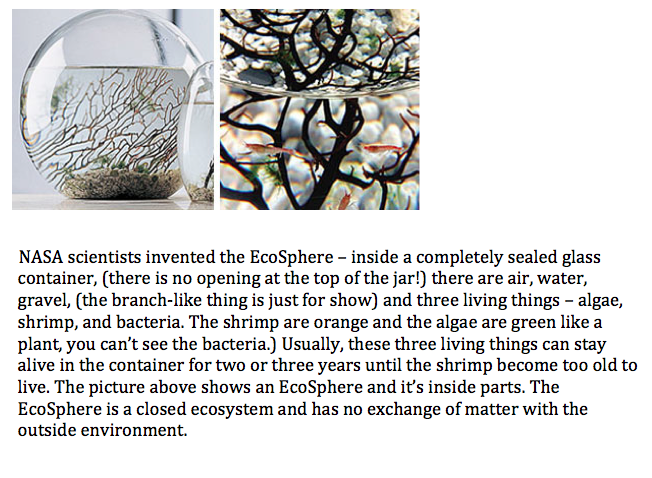 NASA scientists invented the EcoSphere – inside a completely sealed glass
container, (there is no opening at the top of the jar!) there are air, water,
gravel, (the branch-like thing is just for show) and three living things – algae,
shrimp, and bacteria. The shrimp are orange and the algae are green like a
plant, you can’t see the bacteria.) Usually, these three living things can stay
alive in the container for two or three years until the shrimp become too old to
live. The picture above shows an EcoSphere and it’s inside parts. The
EcoSphere is a closed ecosystem and has no exchange of matter with the
outside environment.